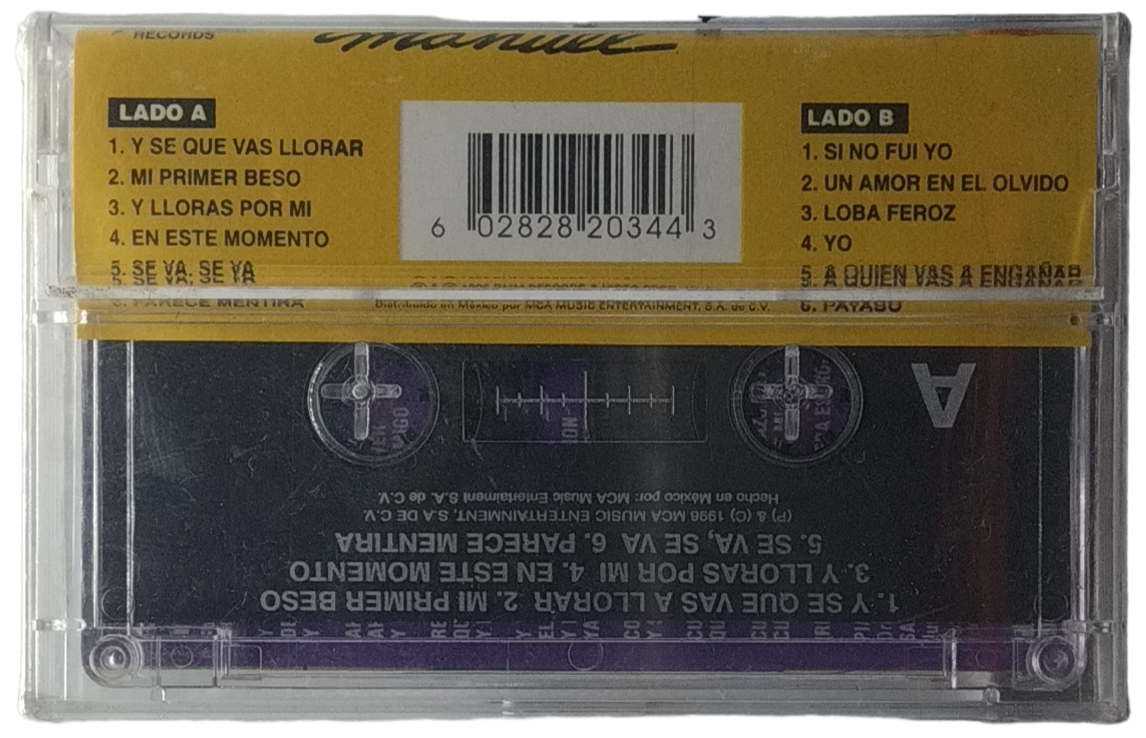 RECORDS
LADO A
1. Y SE QUE VAS LLORAR
2. MI PRIMER BESO
3. Y LLORAS POR MI
4. EN ESTE MOMENTO
5. SE VA, SE VA
6. PARECE MENTIRA
6 02828 20344 3
Distribuido en México por MCA MUSIC ENTERTAINMENT, S.A. de C.V.
LADO B
1. SI NO FUI YO
2. UN AMOR EN EL OLVIDO
3. LOBA FEROZ
4. YO
5. A QUIEN VAS A ENGAÑAR
6. PAYASO
A
1. Y SE QUE VAS A LLORAR 2. MI PRIMER BESO
3. Y LLORAS POR MI 4. EN ESTE MOMENTO
5. SE VA, SE VA 6. PARECE MENTIRA
(P) & (C) 1996 MCA MUSIC ENTERTAINMENT, S.A DE C.V
Hecho en México por: MCA Music Entertaiment S.A. de C.V.